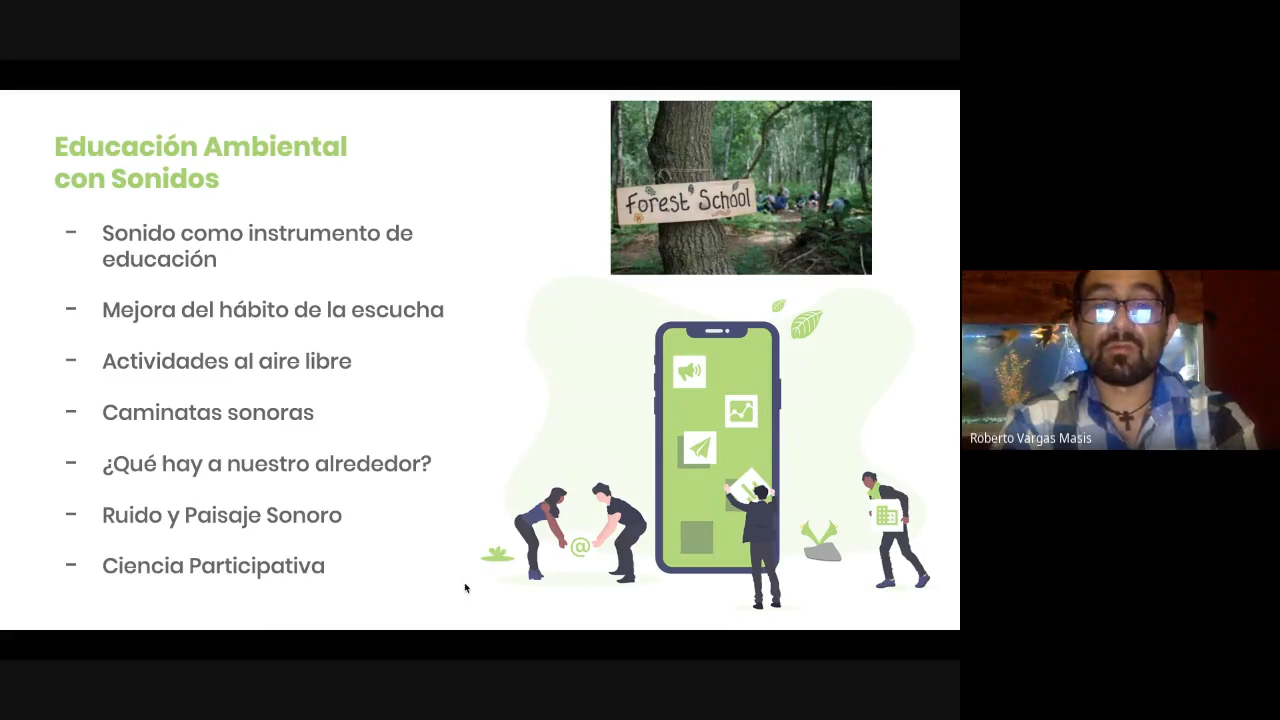 Educación Ambiental
con Sonidos
- Sonido como instrumento de
educación
- Mejora del hábito de la escucha
- Actividades al aire libre
- Caminatas sonoras
- ¿Qué hay a nuestro alrededor?
- Ruido y Paisaje Sonoro
- Ciencia Participativa
Forest School
@
Roberto Vargas Masis